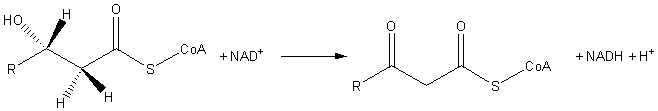 HO H O CoA + NAD⁺ R S H H
O O CoA + NADH + H⁺ R S